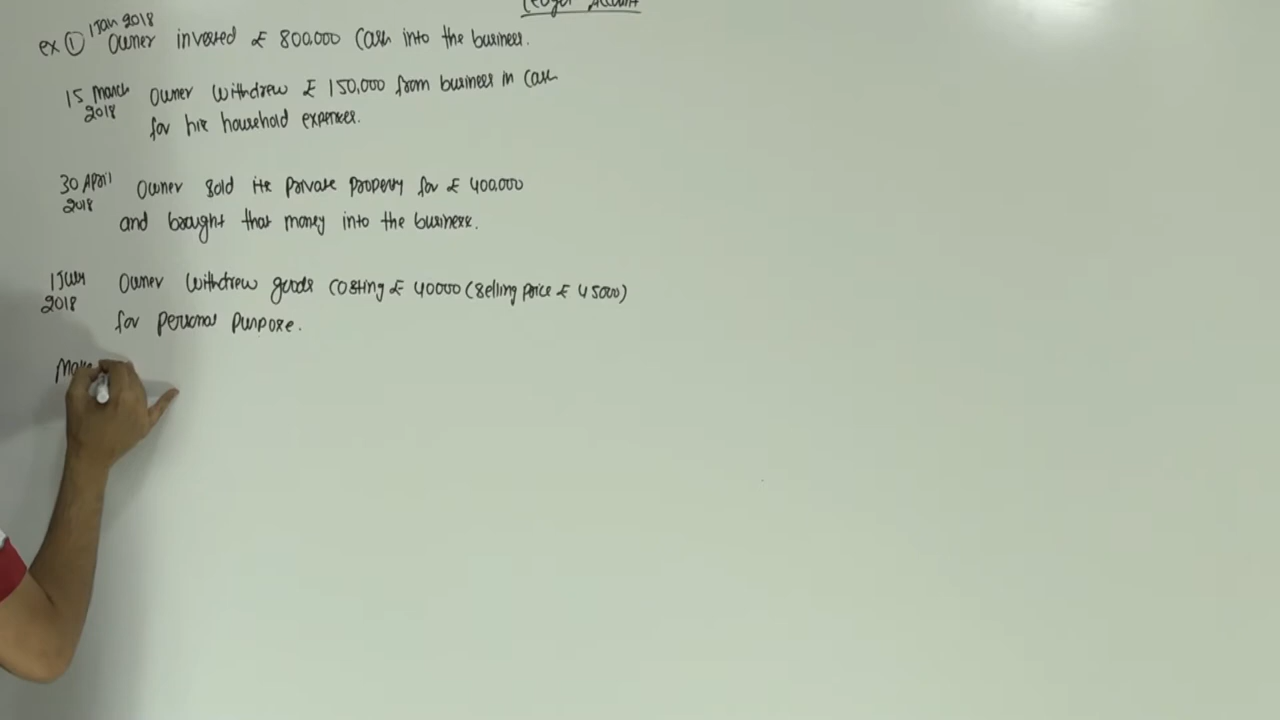 Ledger Account
1 Jan 2018
ex ① Owner invested £ 800,000 Cash into the business.
15 March Owner withdrew £ 150,000 from business in Cash
2018 for his household expenses.
30 April Owner sold its private property for £ 400,000
2018 and brought that money into the business.
Owner withdrew goods costing £ 40000 (selling price £ 45000)
2018
for personal purpose.